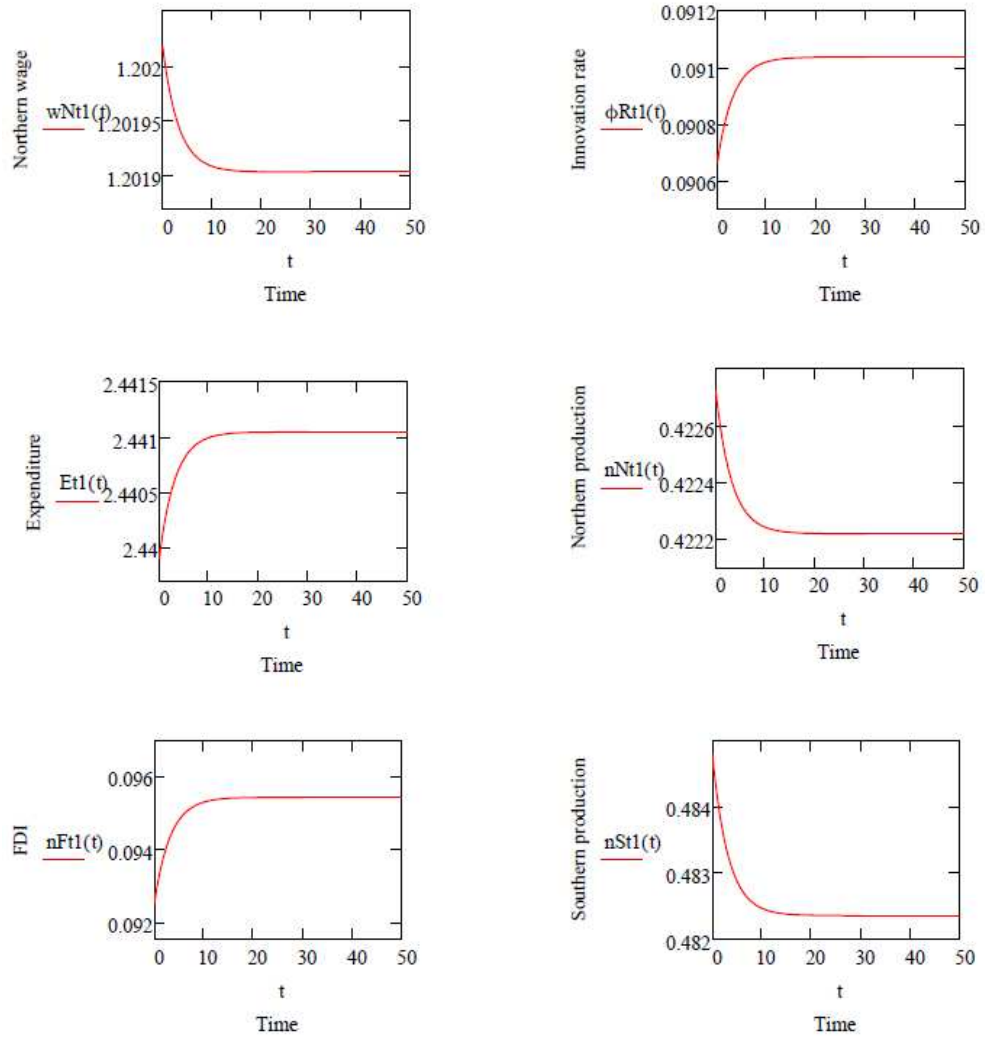 Northern wage
wNt1(t)
1.202
1.20195
1.2019
0 10 20 30 40 50
t
Time
Innovation rate
ϕRt1(t)
0.0912
0.091
0.0908
0.0906
0 10 20 30 40 50
t
Time
Expenditure
Et1(t)
2.4415
2.441
2.4405
2.44
0 10 20 30 40 50
t
Time
Northern production
nNt1(t)
0.4226
0.4224
0.4222
0 10 20 30 40 50
t
Time
FDI
nFt1(t)
0.096
0.094
0.092
0 10 20 30 40 50
t
Time
Southern production
nSt1(t)
0.484
0.483
0.482
0 10 20 30 40 50
t
Time